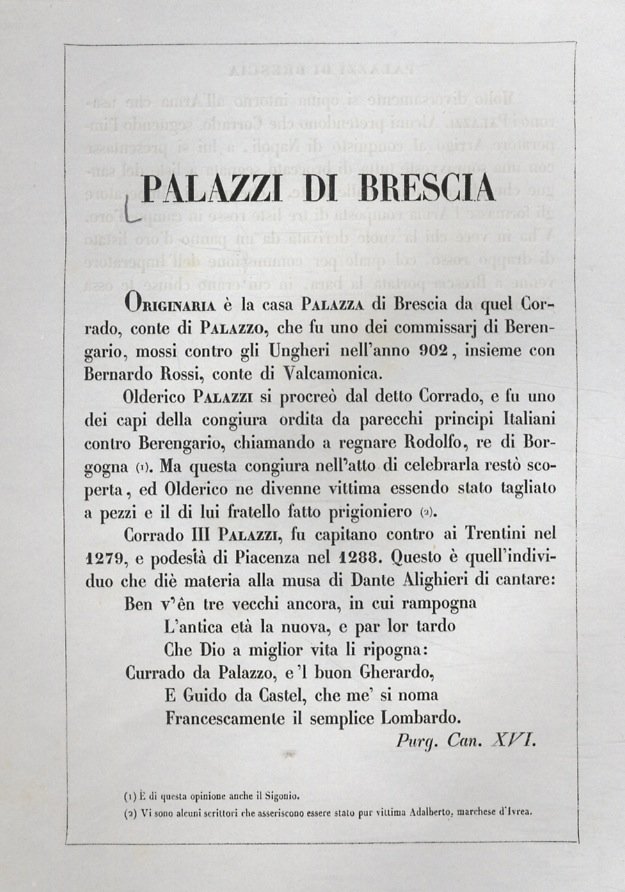 PALAZZI DI BRESCIA
ORIGINARIA è la casa PALAZZA di Brescia da quel Cor-
rado, conte di PALAZZO, che fu uno dei commissarj di Beren-
gario, mossi contro gli Ungheri nell'anno 902, insieme con
Bernardo Rossi, conte di Valcamonica.
Olderico PALAZZI si procreò dal detto Corrado, e fu uno
dei capi della congiura ordita da parecchi principi Italiani
contro Berengario, chiamando a regnare Rodolfo, re di Bor-
gogna (1). Ma questa congiura nell'atto di celebrarla restò sco-
perta, ed Olderico ne divenne vittima essendo stato tagliato
a pezzi e il di lui fratello fatto prigioniero (2).
Corrado III PALAZZI, fu capitano contro ai Trentini nel
1279, e podestà di Piacenza nel 1288. Questo è quell'indivi-
duo che diè materia alla musa di Dante Alighieri di cantare:
Ben v'ên tre vecchi ancora, in cui rampogna
L'antica età la nuova, e par lor tardo
Che Dio a miglior vita li ripogna:
Currado da Palazzo, e 'l buon Gherardo,
E Guido da Castel, che me' si noma
Francescamente il semplice Lombardo.
Purg. Can. XVI.
(1) È di questa opinione anche il Sigonio.
(2) Vi sono alcuni scrittori che asseriscono essere stato pur vittima Adalberto, marchese d'Ivrea.